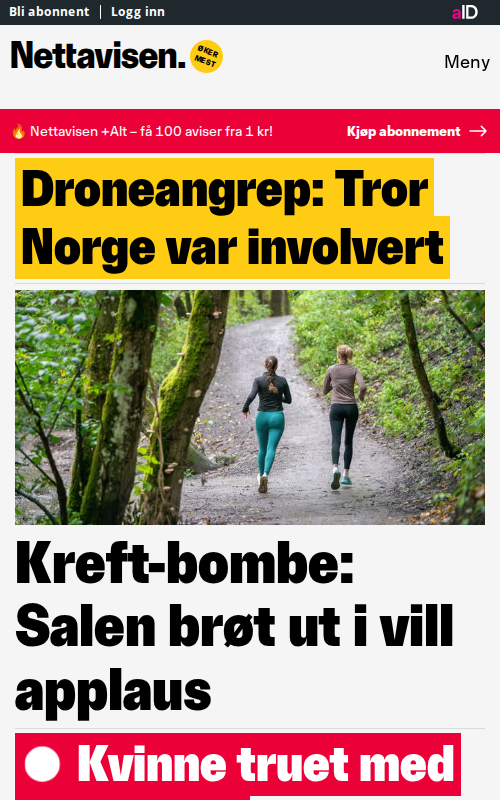 Bli abonnent | Logg inn
aID
Nettavisen.
ØKER
MEST
Meny
🔥 Nettavisen +Alt – få 100 aviser fra 1 kr!
Kjøp abonnement →
Droneangrep: Tror
Norge var involvert
Kreft-bombe:
Salen brøt ut i vill
applaus
Kvinne truet med